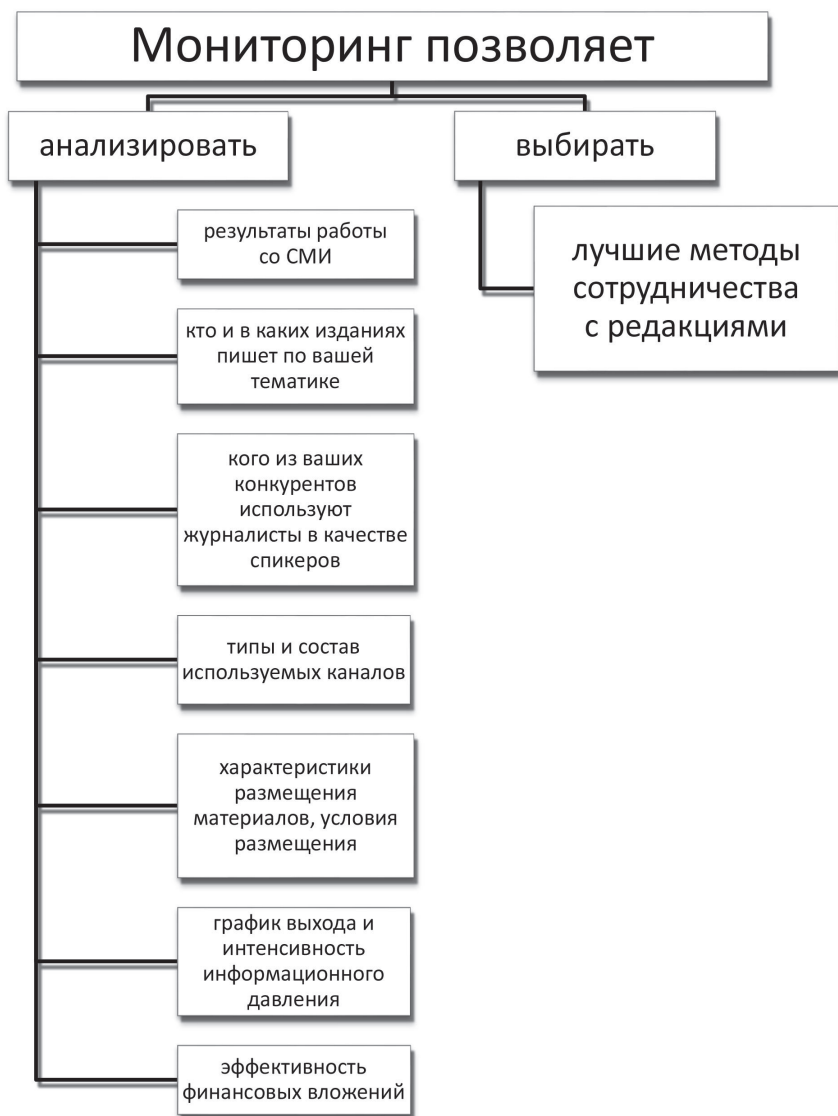 Мониторинг позволяет
анализировать
выбирать
результаты работы
со СМИ
кто и в каких изданиях
пишет по вашей
тематике
кого из ваших
конкурентов
используют
журналисты в качестве
спикеров
типы и состав
используемых каналов
характеристики
размещения
материалов, условия
размещения
график выхода и
интенсивность
информационного
давления
эффективность
финансовых вложений
лучшие методы
сотрудничества
с редакциями